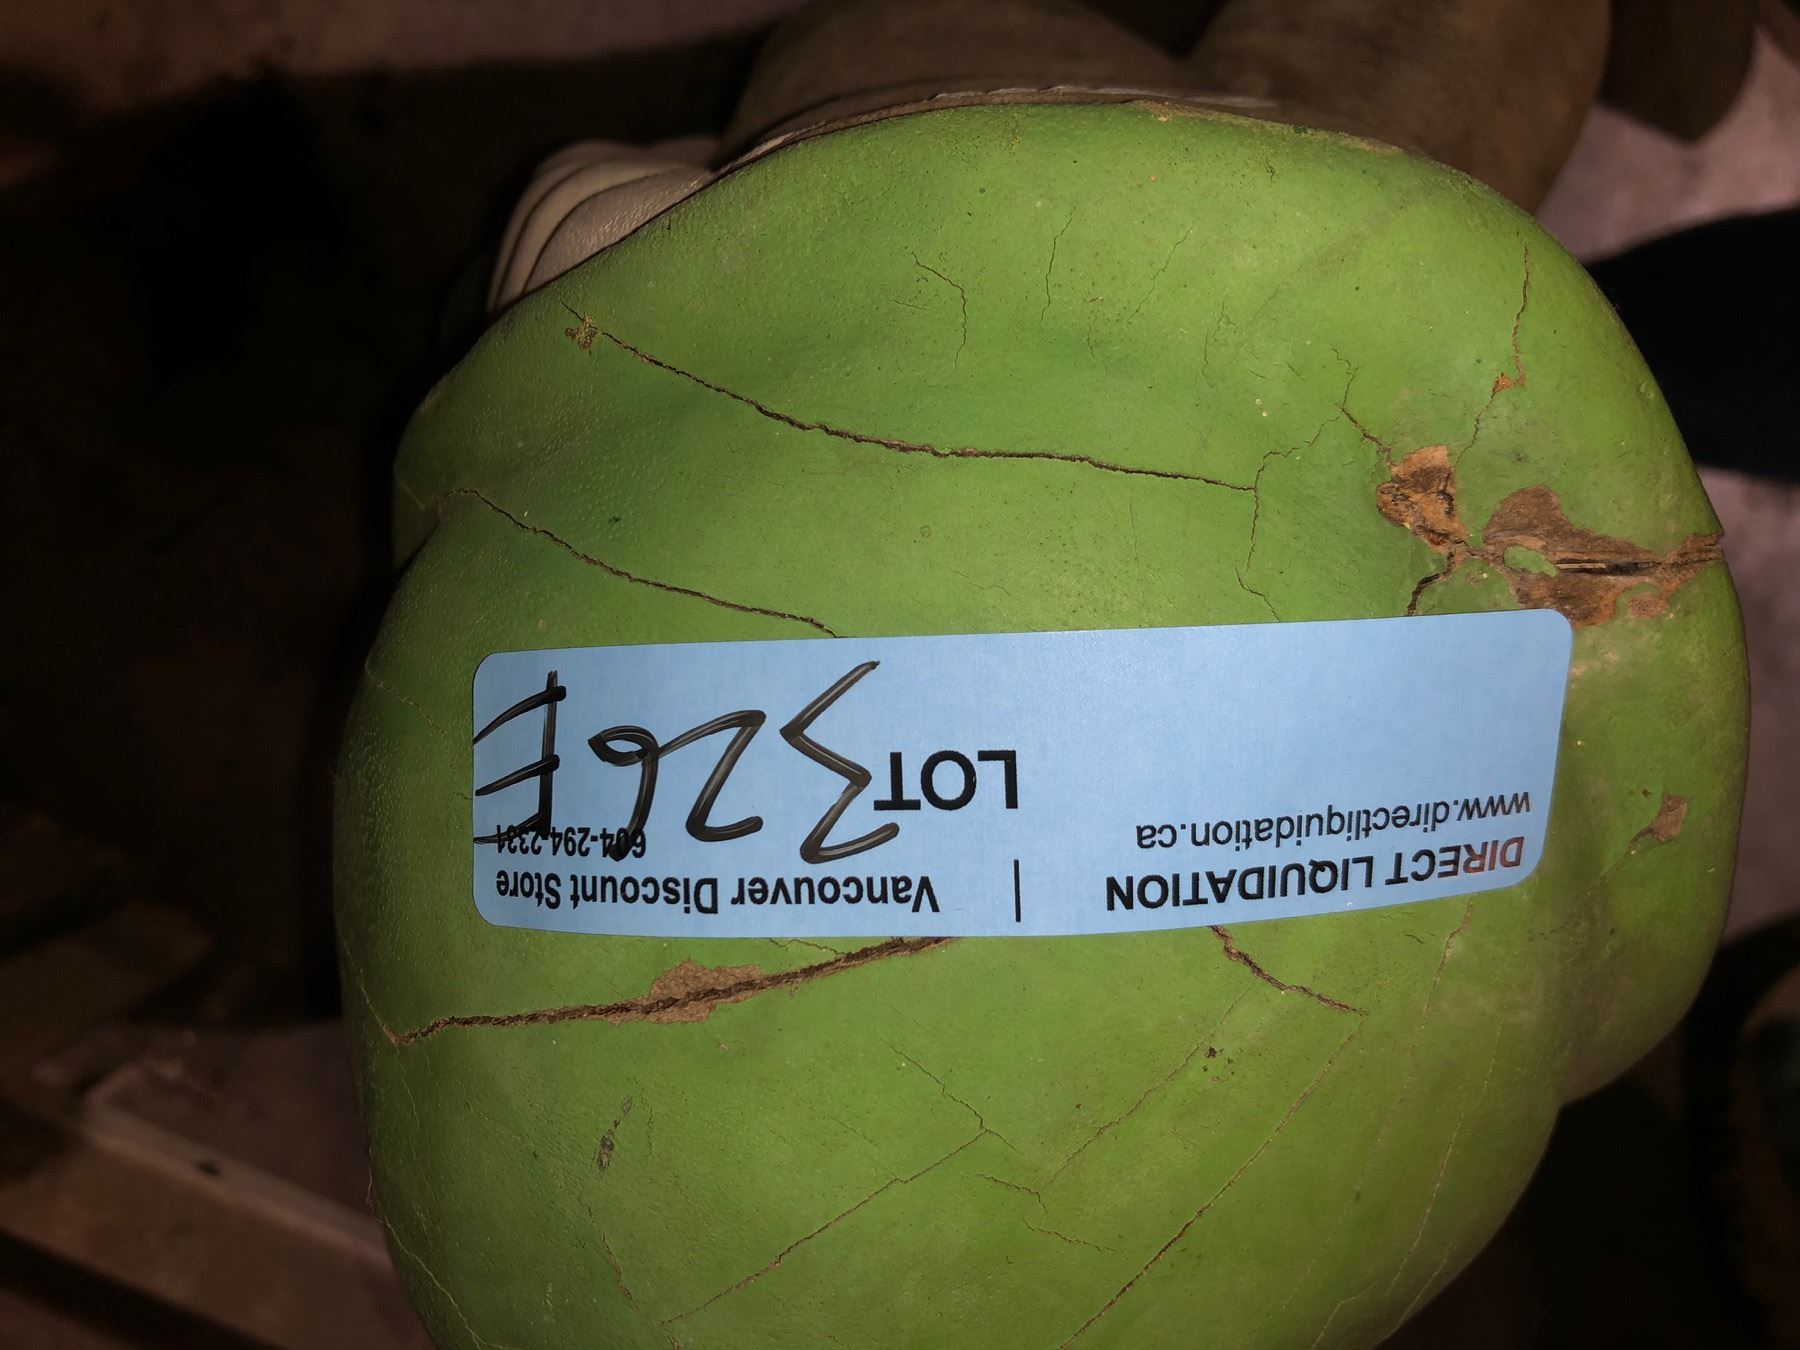 DIRECT LIQUIDATION | Vancouver Discount Store
www.directliquidation.ca 604-294-2331
LOT 326E